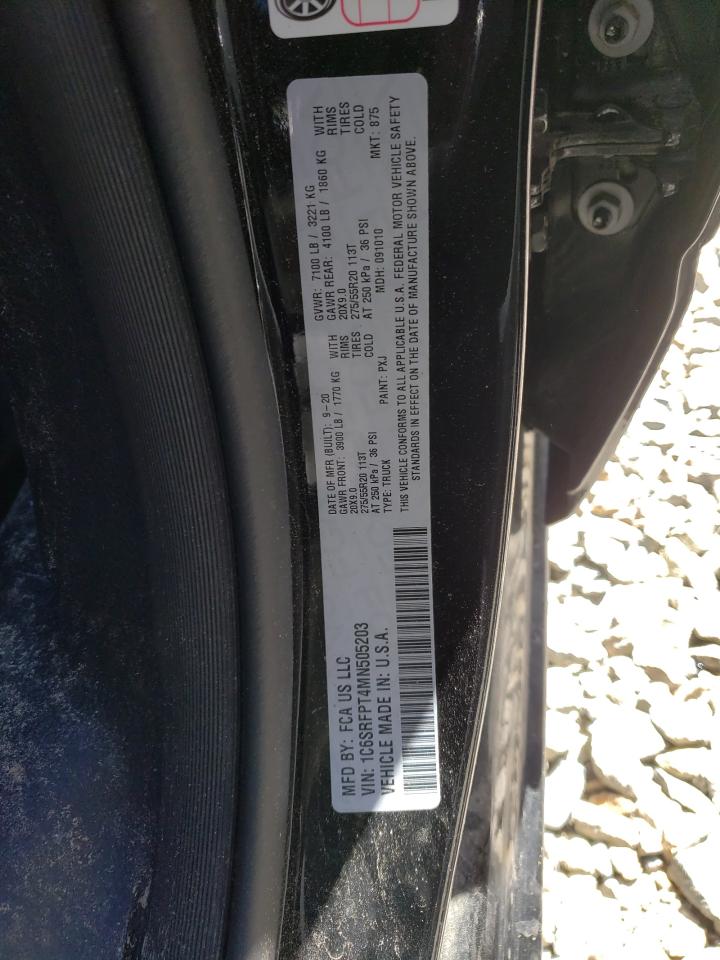 MFD BY: FCA US LLC
VIN: 1C6SRFPT4MN505203
VEHICLE MADE IN: U.S.A.
DATE OF MFR (BUILT): 9-20 GVWR: 7100 LB / 3221 KG
GAWR FRONT: 3900 LB / 1770 KG WITH GAWR REAR: 4100 LB / 1860 KG WITH
20X9.0 RIMS 20X9.0 RIMS
275/55R20 113T TIRES 275/55R20 113T TIRES
AT 250 kPa / 36 PSI COLD AT 250 kPa / 36 PSI COLD
TYPE: TRUCK PAINT: PXJ MDH: 091010 MKT: 875
THIS VEHICLE CONFORMS TO ALL APPLICABLE U.S.A. FEDERAL MOTOR VEHICLE SAFETY
STANDARDS IN EFFECT ON THE DATE OF MANUFACTURE SHOWN ABOVE.